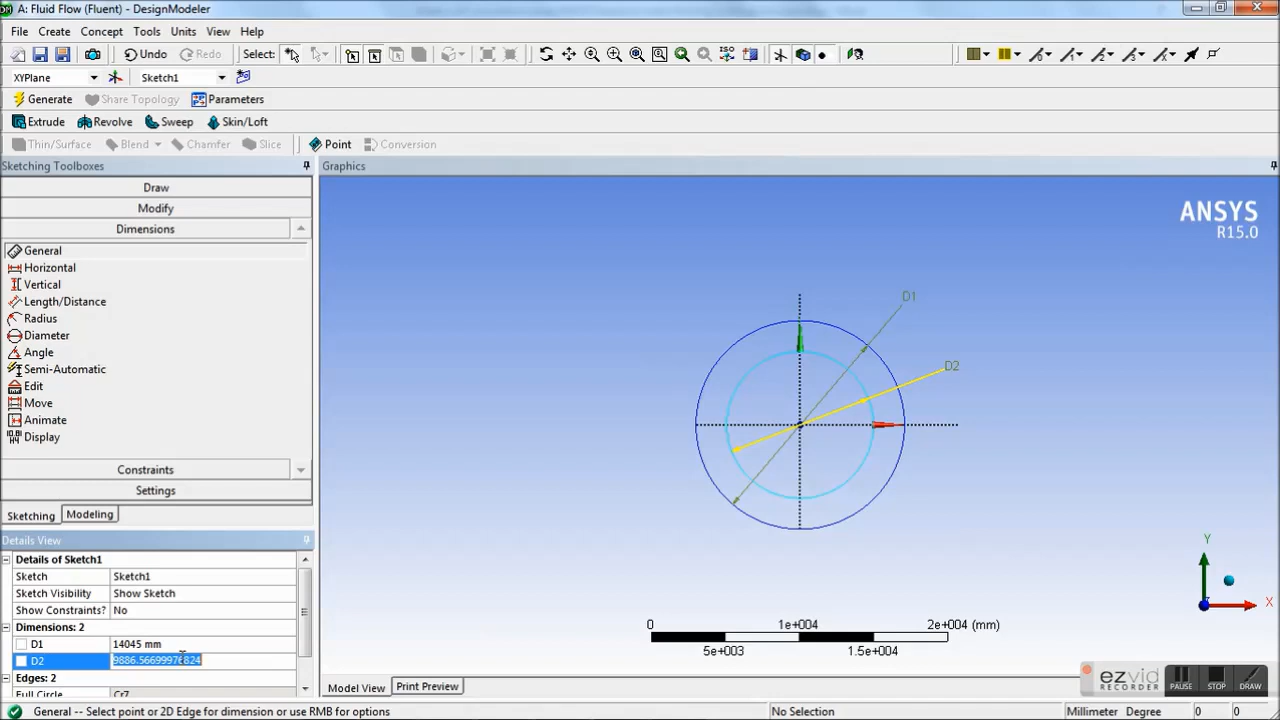 A: Fluid Flow (Fluent) - DesignModeler
File Create Concept Tools Units View Help
Undo Redo Select: ISO
XYPlane Sketch1
Generate Share Topology Parameters
Extrude Revolve Sweep Skin/Loft
Thin/Surface Blend Chamfer Slice Point Conversion
Sketching Toolboxes
Draw
Modify
Dimensions
General
Horizontal
Vertical
Length/Distance
Radius
Diameter
Angle
Semi-Automatic
Edit
Move
Animate
Display
Constraints
Settings
Sketching Modeling
Details View
Details of Sketch1
Sketch Sketch1
Sketch Visibility Show Sketch
Show Constraints? No
Dimensions: 2
D1 14045 mm
D2 9886.56699976824
Edges: 2
Full Circle Cr7
Graphics
ANSYS
R15.0
D1
D2
Y
X
0 1e+004 2e+004 (mm)
5e+003 1.5e+004
Model View Print Preview
ezvid
RECORDER
PAUSE STOP DRAW
General -- Select point or 2D Edge for dimension or use RMB for options No Selection Millimeter Degree 0 0